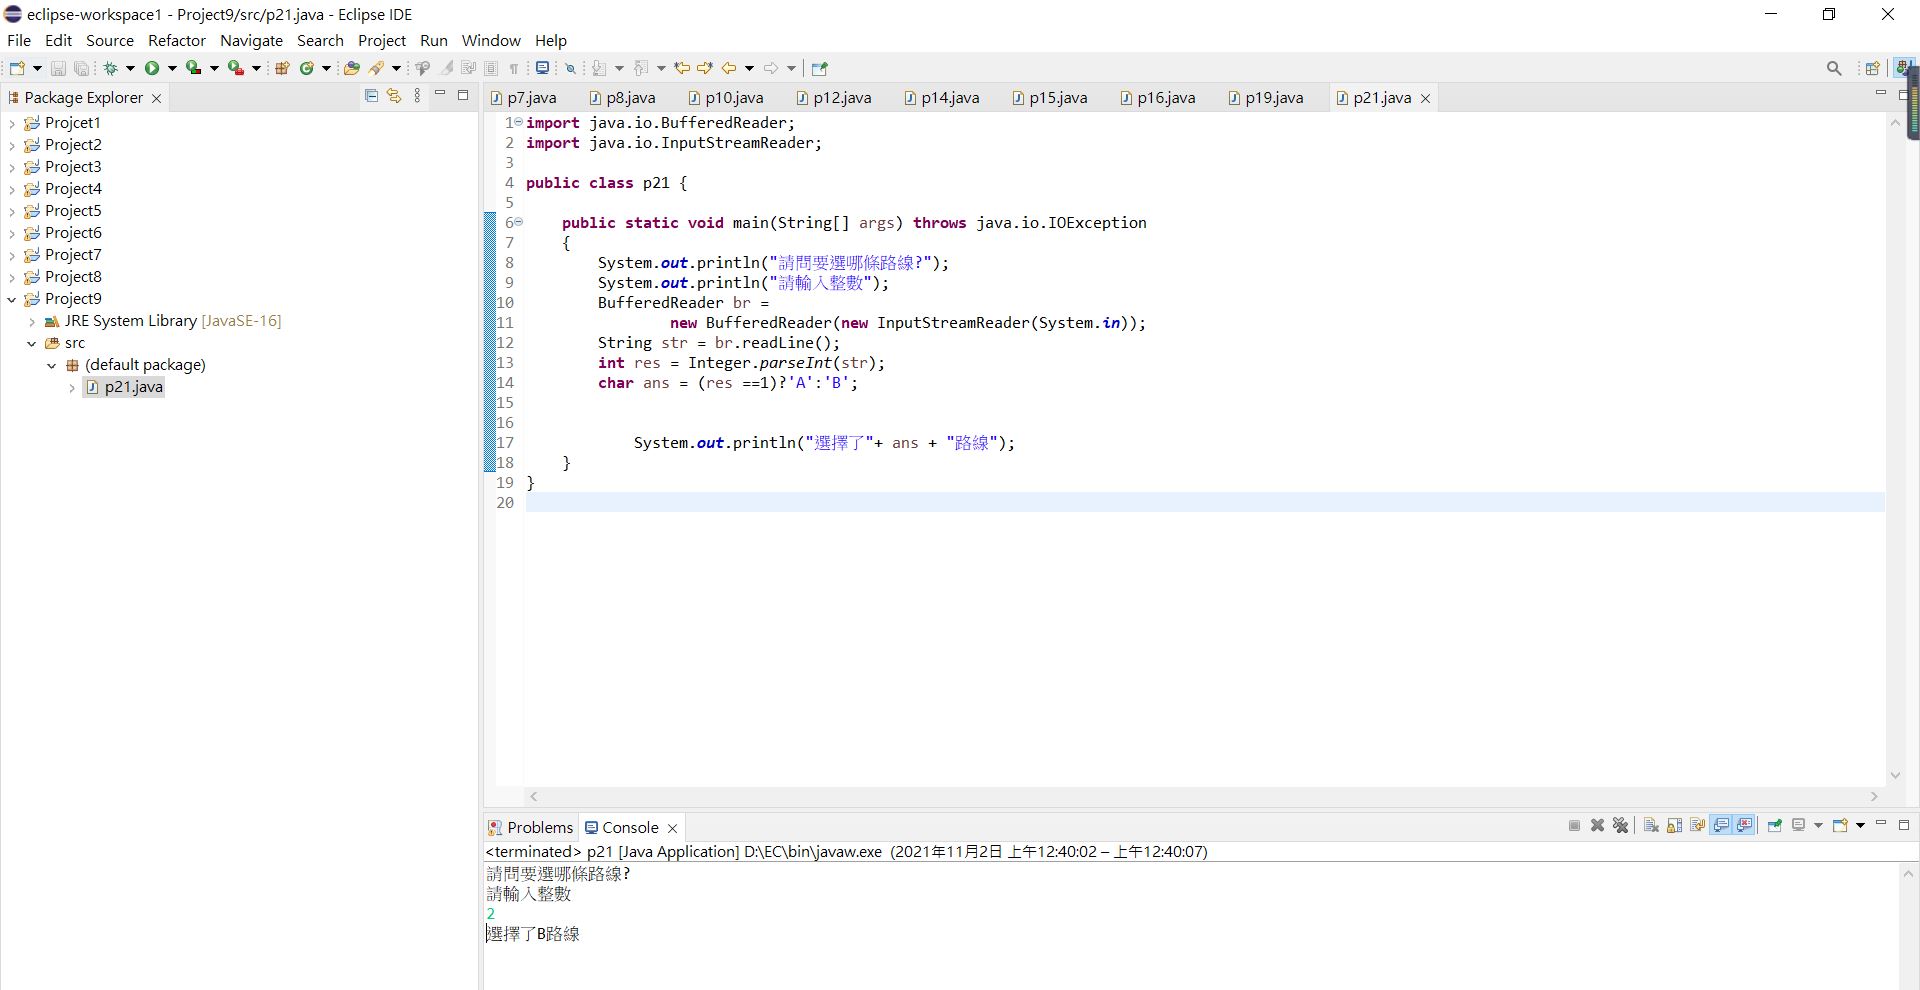 eclipse-workspace1 - Project9/src/p21.java - Eclipse IDE
File Edit Source Refactor Navigate Search Project Run Window Help
Package Explorer
Projcet1
Project2
Project3
Project4
Project5
Project6
Project7
Project8
Project9
JRE System Library [JavaSE-16]
src
(default package)
p21.java
p7.java p8.java p10.java p12.java p14.java p15.java p16.java p19.java p21.java
1 import java.io.BufferedReader;
2 import java.io.InputStreamReader;
3
4 public class p21 {
5
6 public static void main(String[] args) throws java.io.IOException
7 {
8 System.out.println("請問要選哪條路線?");
9 System.out.println("請輸入整數");
10 BufferedReader br =
11 new BufferedReader(new InputStreamReader(System.in));
12 String str = br.readLine();
13 int res = Integer.parseInt(str);
14 char ans = (res ==1)?'A':'B';
15
16
17 System.out.println("選擇了"+ ans + "路線");
18 }
19 }
20
Problems Console
<terminated> p21 [Java Application] D:\EC\bin\javaw.exe (2021年11月2日 上午12:40:02 – 上午12:40:07)
請問要選哪條路線?
請輸入整數
2
選擇了B路線